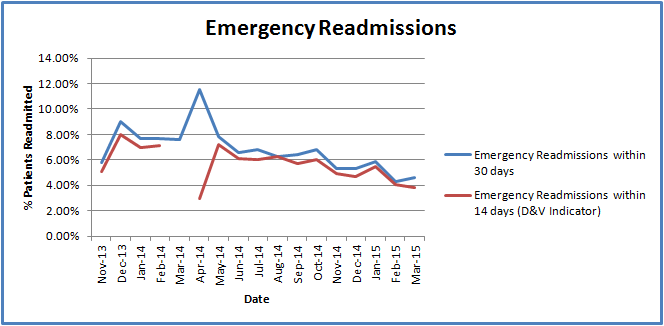 Emergency Readmissions
14.00%
12.00%
10.00%
8.00%
6.00%
4.00%
2.00%
0.00%
% Patients Readmitted
Nov-13
Dec-13
Jan-14
Feb-14
Mar-14
Apr-14
May-14
Jun-14
Jul-14
Aug-14
Sep-14
Oct-14
Nov-14
Dec-14
Jan-15
Feb-15
Mar-15
Date
Emergency Readmissions within
30 days
Emergency Readmissions within
14 days (D&V Indicator)